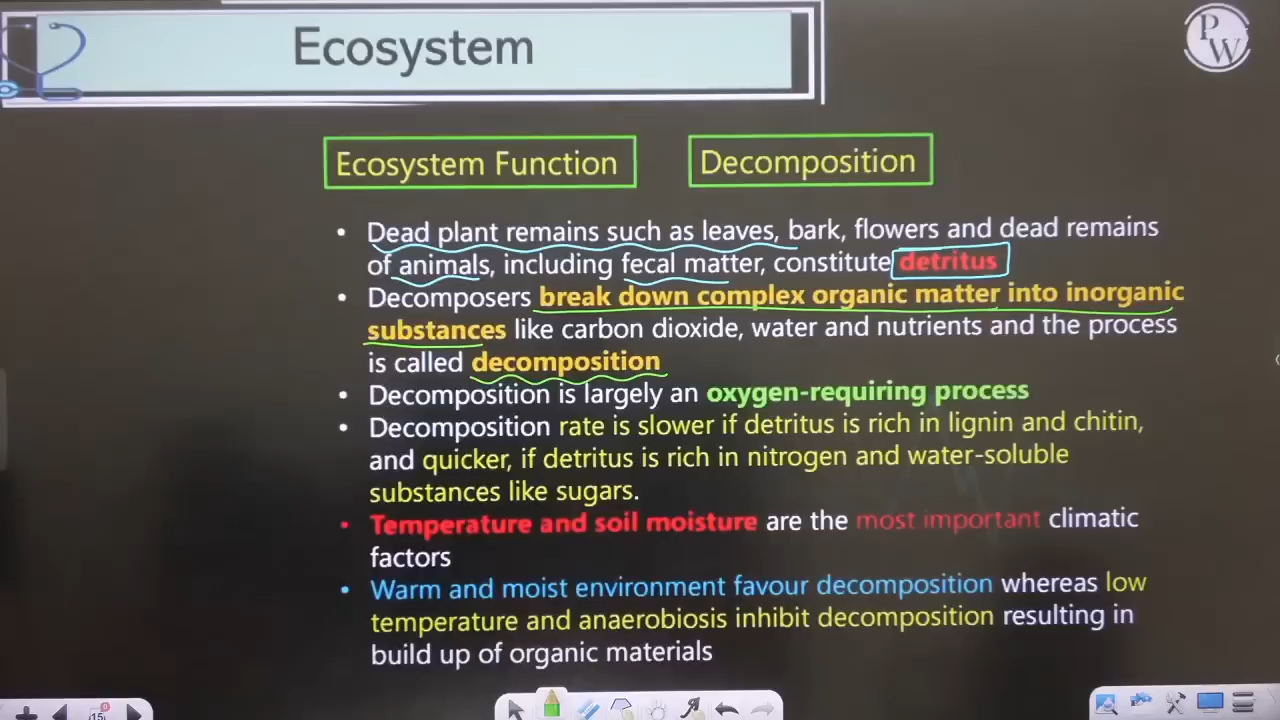 Ecosystem
PW
Ecosystem Function
Decomposition
• Dead plant remains such as leaves, bark, flowers and dead remains
of animals, including fecal matter, constitute detritus
• Decomposers break down complex organic matter into inorganic
substances like carbon dioxide, water and nutrients and the process
is called decomposition
• Decomposition is largely an oxygen-requiring process
• Decomposition rate is slower if detritus is rich in lignin and chitin,
and quicker, if detritus is rich in nitrogen and water-soluble
substances like sugars.
• Temperature and soil moisture are the most important climatic
factors
• Warm and moist environment favour decomposition whereas low
temperature and anaerobiosis inhibit decomposition resulting in
build up of organic materials
15